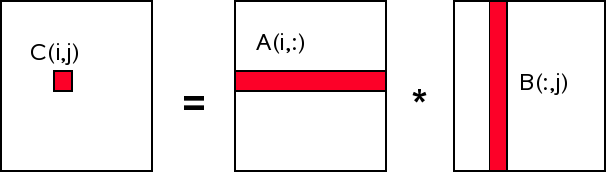 C(i,j)
=
A(i,:)
*
B(:,j)